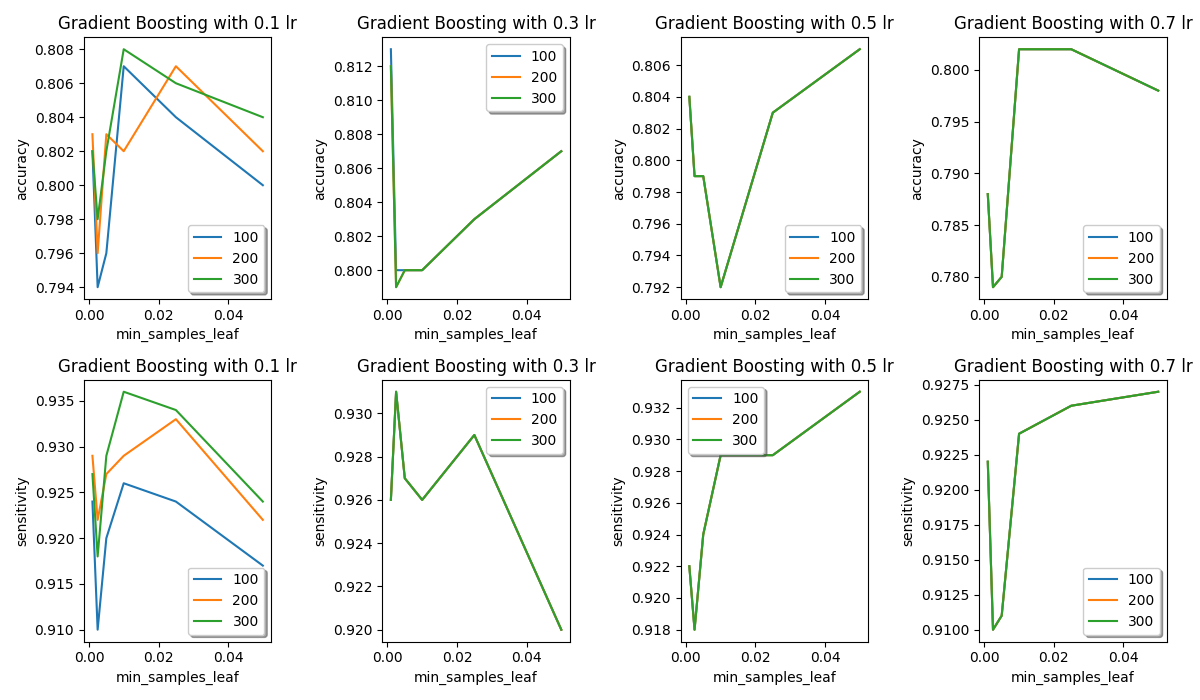 Gradient Boosting with 0.1 lr
accuracy
0.808
0.806
0.804
0.802
0.800
0.798
0.796
0.794
100
200
300
0.00 0.02 0.04
min_samples_leaf
Gradient Boosting with 0.3 lr
accuracy
0.812
0.810
0.808
0.806
0.804
0.802
0.800
100
200
300
0.00 0.02 0.04
min_samples_leaf
Gradient Boosting with 0.5 lr
accuracy
0.806
0.804
0.802
0.800
0.798
0.796
0.794
0.792
100
200
300
0.00 0.02 0.04
min_samples_leaf
Gradient Boosting with 0.7 lr
accuracy
0.800
0.795
0.790
0.785
0.780
100
200
300
0.00 0.02 0.04
min_samples_leaf
Gradient Boosting with 0.1 lr
sensitivity
0.935
0.930
0.925
0.920
0.915
0.910
100
200
300
0.00 0.02 0.04
min_samples_leaf
Gradient Boosting with 0.3 lr
sensitivity
0.930
0.928
0.926
0.924
0.922
0.920
100
200
300
0.00 0.02 0.04
min_samples_leaf
Gradient Boosting with 0.5 lr
sensitivity
0.932
0.930
0.928
0.926
0.924
0.922
0.920
0.918
100
200
300
0.00 0.02 0.04
min_samples_leaf
Gradient Boosting with 0.7 lr
sensitivity
0.9275
0.9250
0.9225
0.9200
0.9175
0.9150
0.9125
0.9100
100
200
300
0.00 0.02 0.04
min_samples_leaf